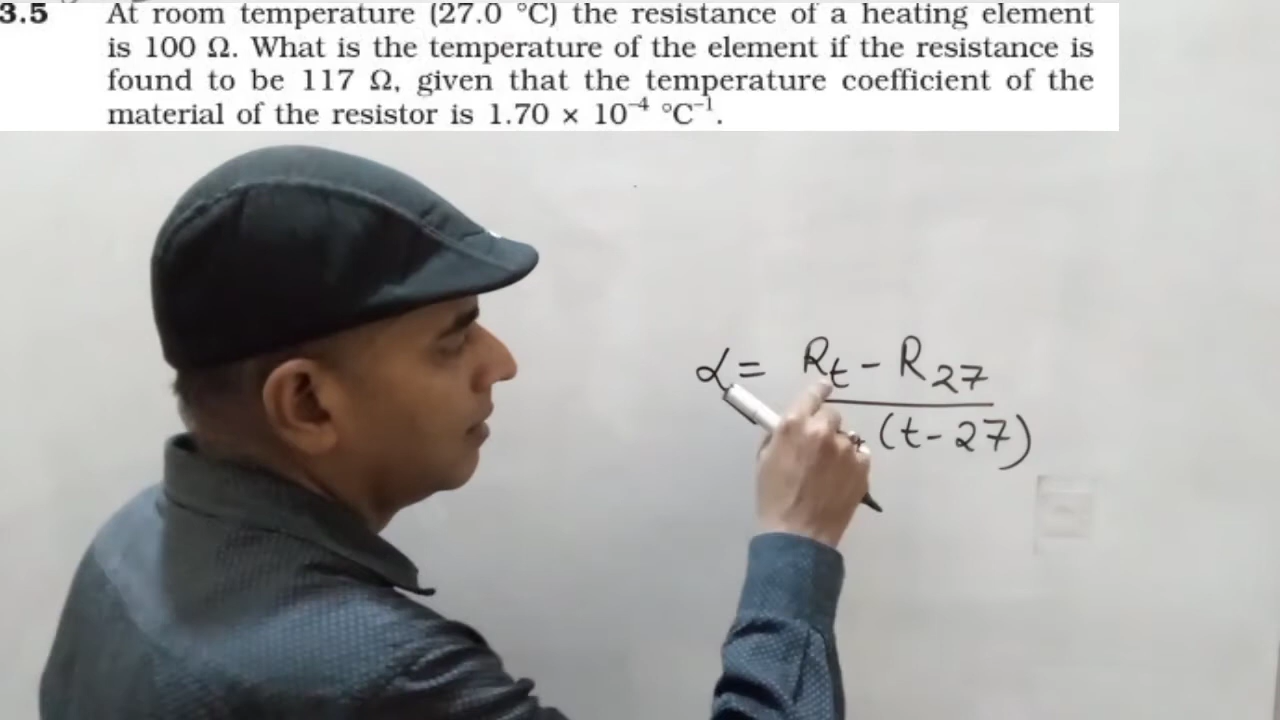 3.5 At room temperature (27.0 °C) the resistance of a heating element
is 100 Ω. What is the temperature of the element if the resistance is
found to be 117 Ω, given that the temperature coefficient of the
material of the resistor is 1.70 × 10⁻⁴ °C⁻¹.
α = Rt - R27
(t - 27)